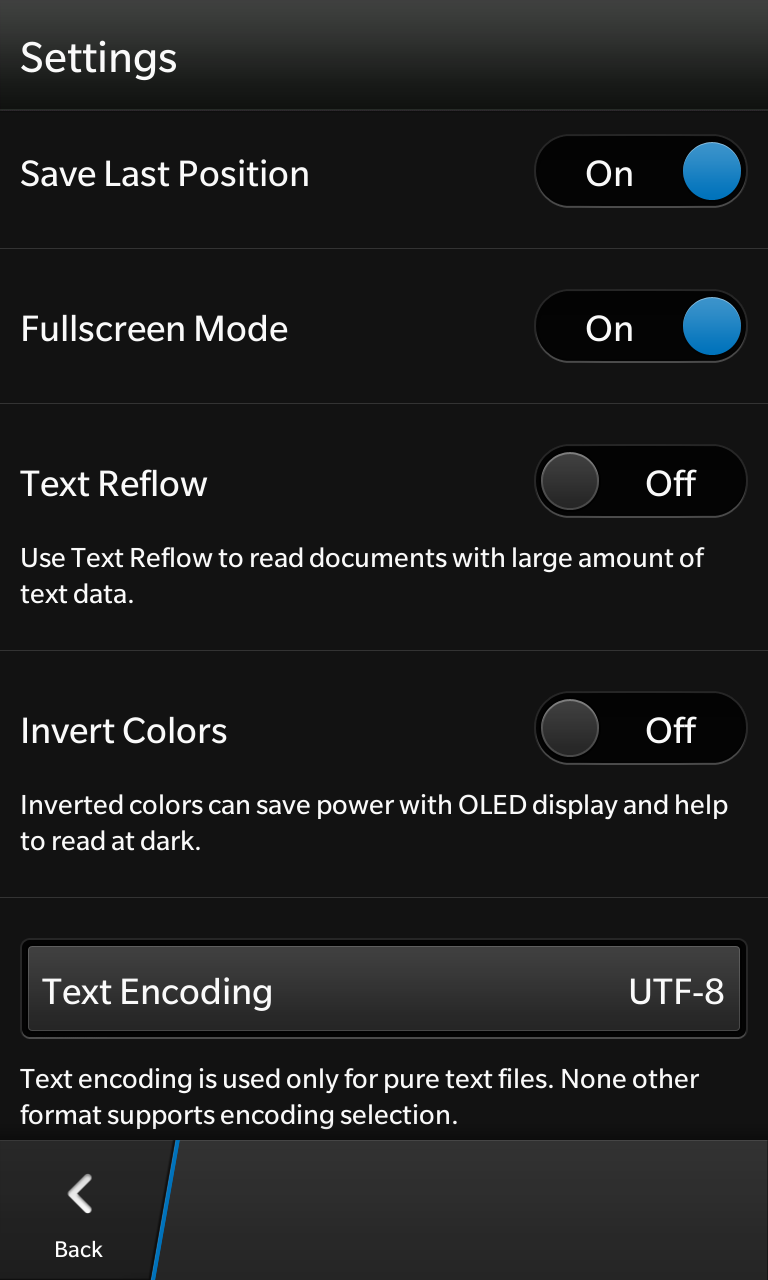 Settings
Save Last Position On
Fullscreen Mode On
Text Reflow Off
Use Text Reflow to read documents with large amount of
text data.
Invert Colors Off
Inverted colors can save power with OLED display and help
to read at dark.
Text Encoding UTF-8
Text encoding is used only for pure text files. None other
format supports encoding selection.
Back